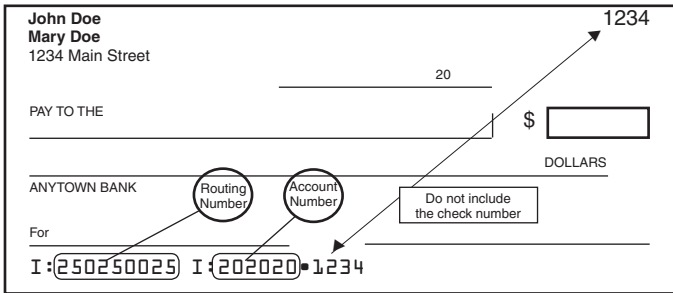 John Doe 1234
Mary Doe
1234 Main Street
20
PAY TO THE
$
DOLLARS
ANYTOWN BANK
Routing
Number
Account
Number
Do not include
the check number
For
I:250250025 I:202020 1234